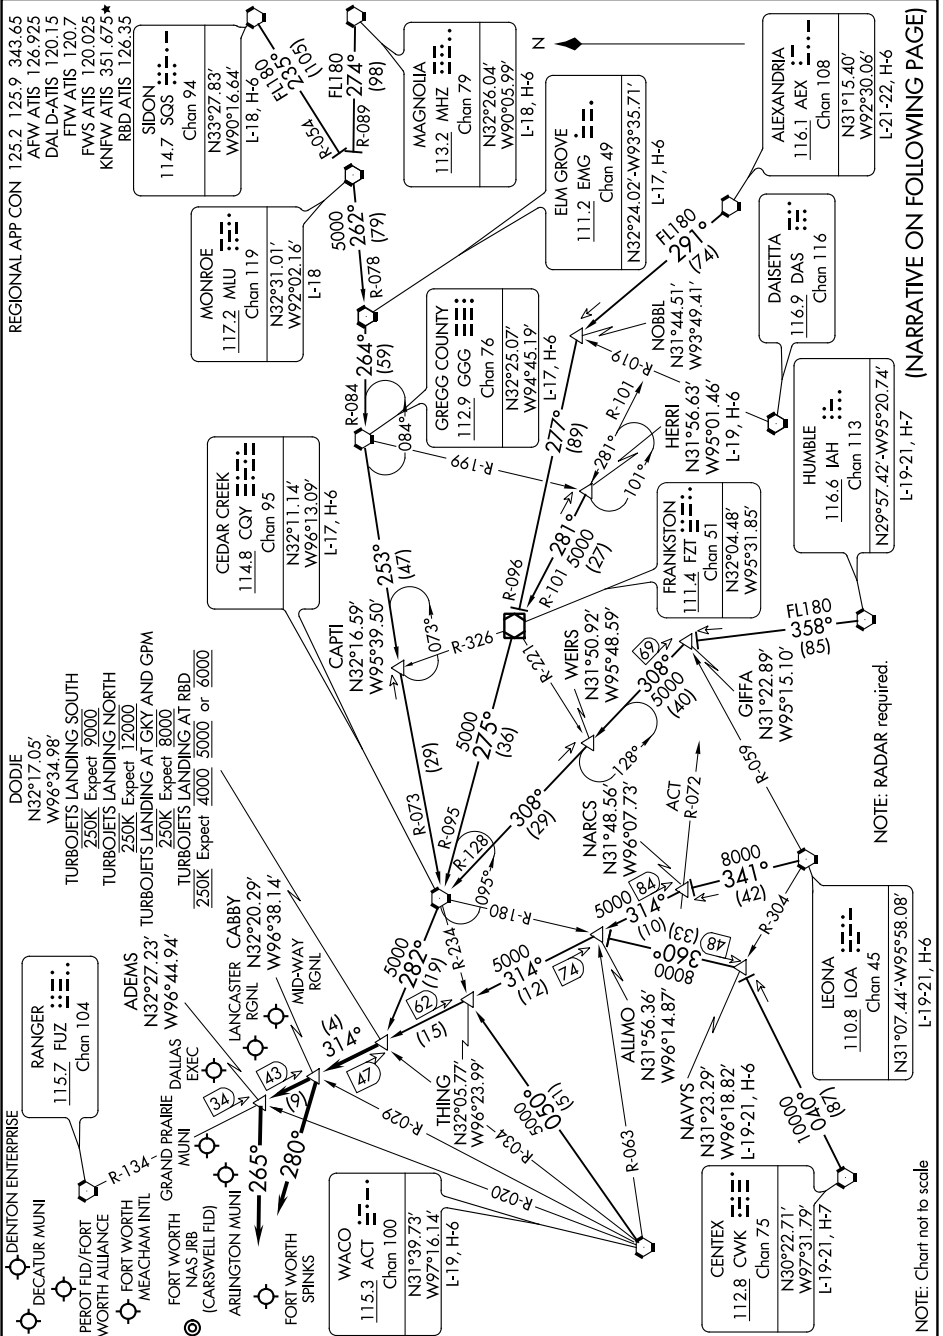 REGIONAL APP CON 125.2 125.9 343.65
AFW ATIS 126.925
DAL D-ATIS 120.15
FTW ATIS 120.7
FWS ATIS 120.025
KNFW ATIS 351.675★
RBD ATIS 126.35
SIDON
114.7 SQS
Chan 94
N33°27.83'
W90°16.64'
L-18, H-6
FL180
235°
(105)
R-054
FL180
274°
(98)
R-089
MAGNOLIA
113.2 MHZ
Chan 79
N32°26.04'
W90°05.99'
L-18, H-6
N
MONROE
117.2 MLU
Chan 119
N32°31.01'
W92°02.16'
L-18
5000
262°
(79)
R-078
ELM GROVE
111.2 EMG
Chan 49
N32°24.02'-W93°35.71'
L-17, H-6
ALEXANDRIA
116.1 AEX
Chan 108
N31°15.40'
W92°30.06'
L-21-22, H-6
FL180
291°
(74)
NOBBL
N31°44.51'
W93°49.41'
R-019
DAISETTA
116.9 DAS
Chan 116
R-084
264°
(59)
084°
GREGG COUNTY
112.9 GGG
Chan 76
N32°25.07'
W94°45.19'
L-17, H-6
R-199
277°
(89)
R-096
R-101
281°
101°
HERRI
N31°56.63'
W95°01.46'
L-19, H-6
HUMBLE
116.6 IAH
Chan 113
N29°57.42'-W95°20.74'
L-19-21, H-7
CEDAR CREEK
114.8 CQY
Chan 95
N32°11.14'
W96°13.09'
L-17, H-6
253°
(47)
CAPTI
N32°16.59'
W95°39.50'
073°
R-326
R-101
281°
5000
(27)
FRANKSTON
111.4 FZT
Chan 51
N32°04.48'
W95°31.85'
R-221
WEIRS
N31°50.92'
W95°48.59'
69
308°
5000
(40)
128°
FL180
358°
(85)
GIFFA
N31°22.89'
W95°15.10'
R-059
NOTE: RADAR required.
DODJE
N32°17.05'
W96°34.98'
TURBOJETS LANDING SOUTH
250K Expect 9000
TURBOJETS LANDING NORTH
250K Expect 12000
TURBOJETS LANDING AT GKY AND GPM
250K Expect 8000
TURBOJETS LANDING AT RBD
250K Expect 4000 5000 or 6000
(29)
R-073
5000
275°
(36)
R-095
R-128
308°
(29)
095°
R-180
NARCS
N31°48.56'
W96°07.73'
ACT
R-072
8000
341°
(42)
84
5000
314°
(10)
R-304
LEONA
110.8 LOA
Chan 45
N31°07.44'-W95°58.08'
L-19-21, H-6
5000
282°
(19)
R-234
62
(15)
5000
314°
(12)
74
48
(33)
360°
8000
ALLMO
N31°56.36'
W96°14.87'
NAVYS
N31°23.29'
W96°18.82'
L-19-21, H-6
1000
040°
(87)
THING
N32°05.77'
W96°23.99'
5000
050°
(51)
R-063
R-034
R-029
R-020
RANGER
115.7 FUZ
Chan 104
R-134
ADEMS
N32°27.23'
W96°44.94'
CABBY
N32°20.29'
W96°38.14'
LANCASTER
RGNL
MID-WAY
RGNL
DALLAS
EXEC
GRAND PRAIRIE
MUNI
34
43
(9)
47
314°
(4)
265°
280°
DENTON ENTERPRISE
DECATUR MUNI
PEROT FLD/FORT
WORTH ALLIANCE
FORT WORTH
MEACHAM INTL
FORT WORTH
NAS JRB
(CARSWELL FLD)
ARLINGTON MUNI
FORT WORTH
SPINKS
WACO
115.3 ACT
Chan 100
N31°39.73'
W97°16.14'
L-19, H-6
CENTEX
112.8 CWK
Chan 75
N30°22.71'
W97°31.79'
L-19-21, H-7
NOTE: Chart not to scale
(NARRATIVE ON FOLLOWING PAGE)